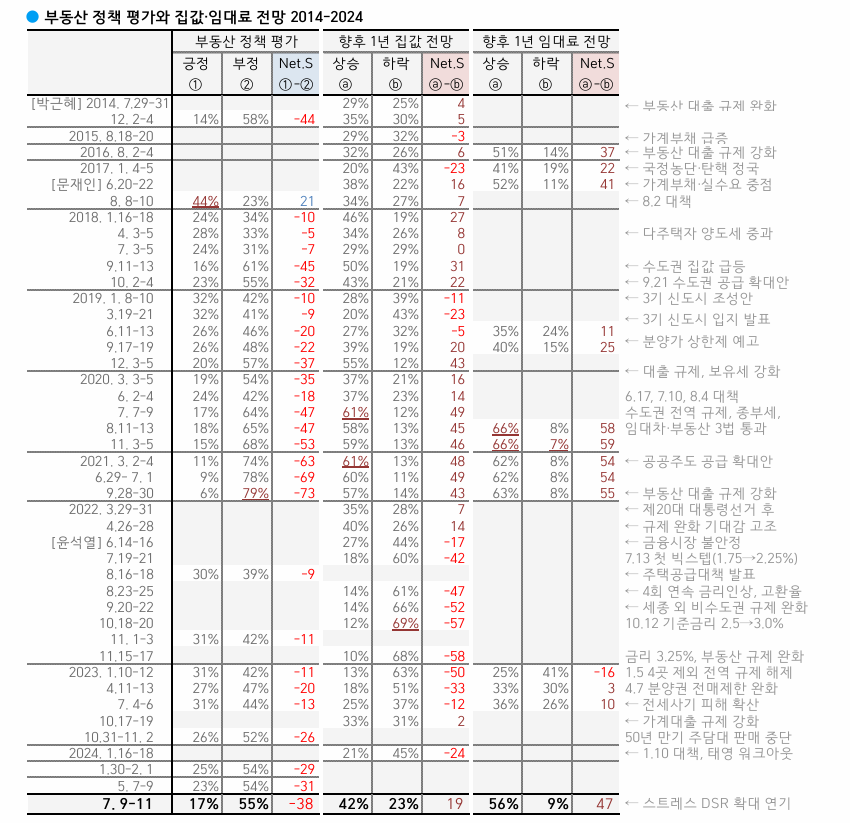 ● 부동산 정책 평가와 집값·임대료 전망 2014-2024
부동산 정책 평가 향후 1년 집값 전망 향후 1년 임대료 전망
긍정 부정 Net.S 상승 하락 Net.S 상승 하락 Net.S
① ② ①-② ⓐ ⓑ ⓐ-ⓑ ⓐ ⓑ ⓐ-ⓑ
[박근혜] 2014. 7.29-31 29% 25% 4 ← 부동산 대출 규제 완화
12. 2-4 14% 58% -44 35% 30% 5
2015. 8.18-20 29% 32% -3 ← 가계부채 급증
2016. 8. 2-4 32% 26% 6 51% 14% 37 ← 부동산 대출 규제 강화
2017. 1. 4-5 20% 43% -23 41% 19% 22 ← 국정농단·탄핵 정국
[문재인] 6.20-22 38% 22% 16 52% 11% 41 ← 가계부채·실수요 중점
8. 8-10 44% 23% 21 34% 27% 7 ← 8.2 대책
2018. 1.16-18 24% 34% -10 46% 19% 27
4. 3-5 28% 33% -5 34% 26% 8 ← 다주택자 양도세 중과
7. 3-5 24% 31% -7 29% 29% 0
9.11-13 16% 61% -45 50% 19% 31 ← 수도권 집값 급등
10. 2-4 23% 55% -32 43% 21% 22 ← 9.21 수도권 공급 확대안
2019. 1. 8-10 32% 42% -10 28% 39% -11 ← 3기 신도시 조성안
3.19-21 32% 41% -9 20% 43% -23 ← 3기 신도시 입지 발표
6.11-13 26% 46% -20 27% 32% -5 35% 24% 11
9.17-19 26% 48% -22 39% 19% 20 40% 15% 25 ← 분양가 상한제 예고
12. 3-5 20% 57% -37 55% 12% 43
2020. 3. 3-5 19% 54% -35 37% 21% 16 ← 대출 규제, 보유세 강화
6. 2-4 24% 42% -18 37% 23% 14 6.17, 7.10, 8.4 대책
7. 7-9 17% 64% -47 61% 12% 49 수도권 전역 규제, 종부세,
8.11-13 18% 65% -47 58% 13% 45 66% 8% 58 임대차·부동산 3법 통과
11. 3-5 15% 68% -53 59% 13% 46 66% 7% 59
2021. 3. 2-4 11% 74% -63 61% 13% 48 62% 8% 54 ← 공공주도 공급 확대안
6.29- 7. 1 9% 78% -69 60% 11% 49 62% 8% 54
9.28-30 6% 79% -73 57% 14% 43 63% 8% 55 ← 부동산 대출 규제 강화
2022. 3.29-31 35% 28% 7 ← 제20대 대통령선거 후
4.26-28 40% 26% 14 ← 규제 완화 기대감 고조
[윤석열] 6.14-16 27% 44% -17 ← 금융시장 불안정
7.19-21 18% 60% -42 7.13 첫 빅스텝(1.75→2.25%)
8.16-18 30% 39% -9 ← 주택공급대책 발표
8.23-25 14% 61% -47 ← 4회 연속 금리인상, 고환율
9.20-22 14% 66% -52 ← 세종 외 비수도권 규제 완화
10.18-20 12% 69% -57 10.12 기준금리 2.5→3.0%
11. 1-3 31% 42% -11
11.15-17 10% 68% -58 금리 3.25%, 부동산 규제 완화
2023. 1.10-12 31% 42% -11 13% 63% -50 25% 41% -16 1.5 4곳 제외 전역 규제 해제
4.11-13 27% 47% -20 18% 51% -33 33% 30% 3 4.7 분양권 전매제한 완화
7. 4-6 31% 44% -13 25% 37% -12 36% 26% 10 ← 전세사기 피해 확산
10.17-19 33% 31% 2 ← 가계대출 규제 강화
10.31-11. 2 26% 52% -26 50년 만기 주담대 판매 중단
2024. 1.16-18 21% 45% -24 ← 1.10 대책, 태영 워크아웃
1.30-2. 1 25% 54% -29
5. 7-9 23% 54% -31
7. 9-11 17% 55% -38 42% 23% 19 56% 9% 47 ← 스트레스 DSR 확대 연기